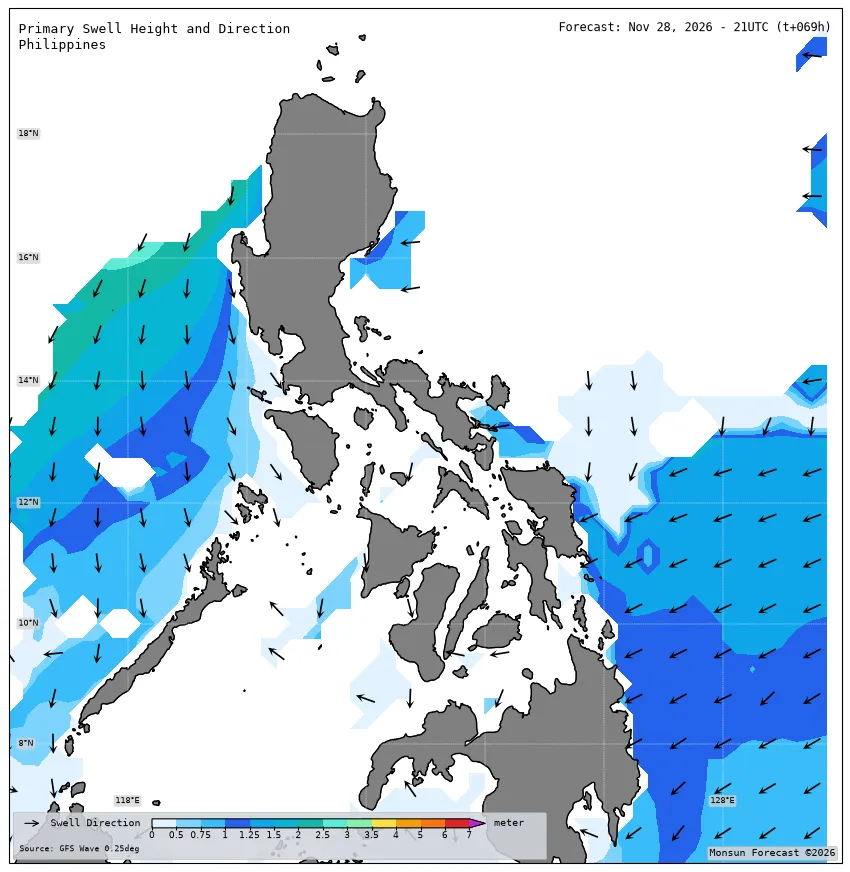 Primary Swell Height and Direction
Philippines
Forecast: Nov 28, 2026 - 21UTC (t+069h)
18°N
16°N
14°N
12°N
10°N
8°N
118°E
128°E
Swell Direction
0 0.5 0.75 1 1.25 1.5 2 2.5 3 3.5 4 5 6 7
meter
Source: GFS Wave 0.25deg
Monsun Forecast ©2026